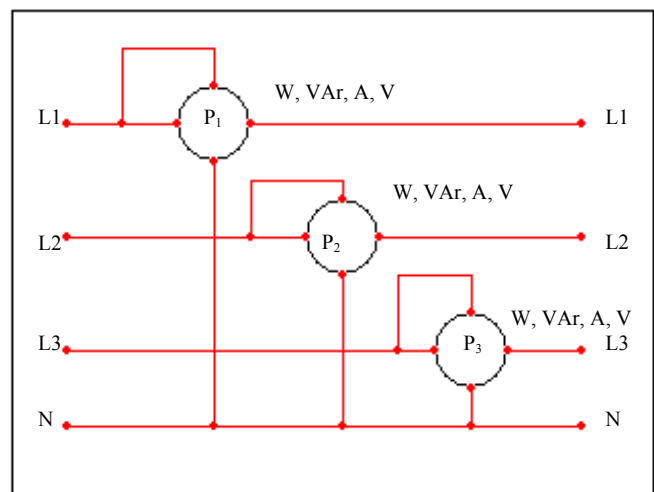 W, VAr, A, V
L1 P₁ L1
W, VAr, A, V
L2 P₂ L2
W, VAr, A, V
L3 P₃ L3
N N